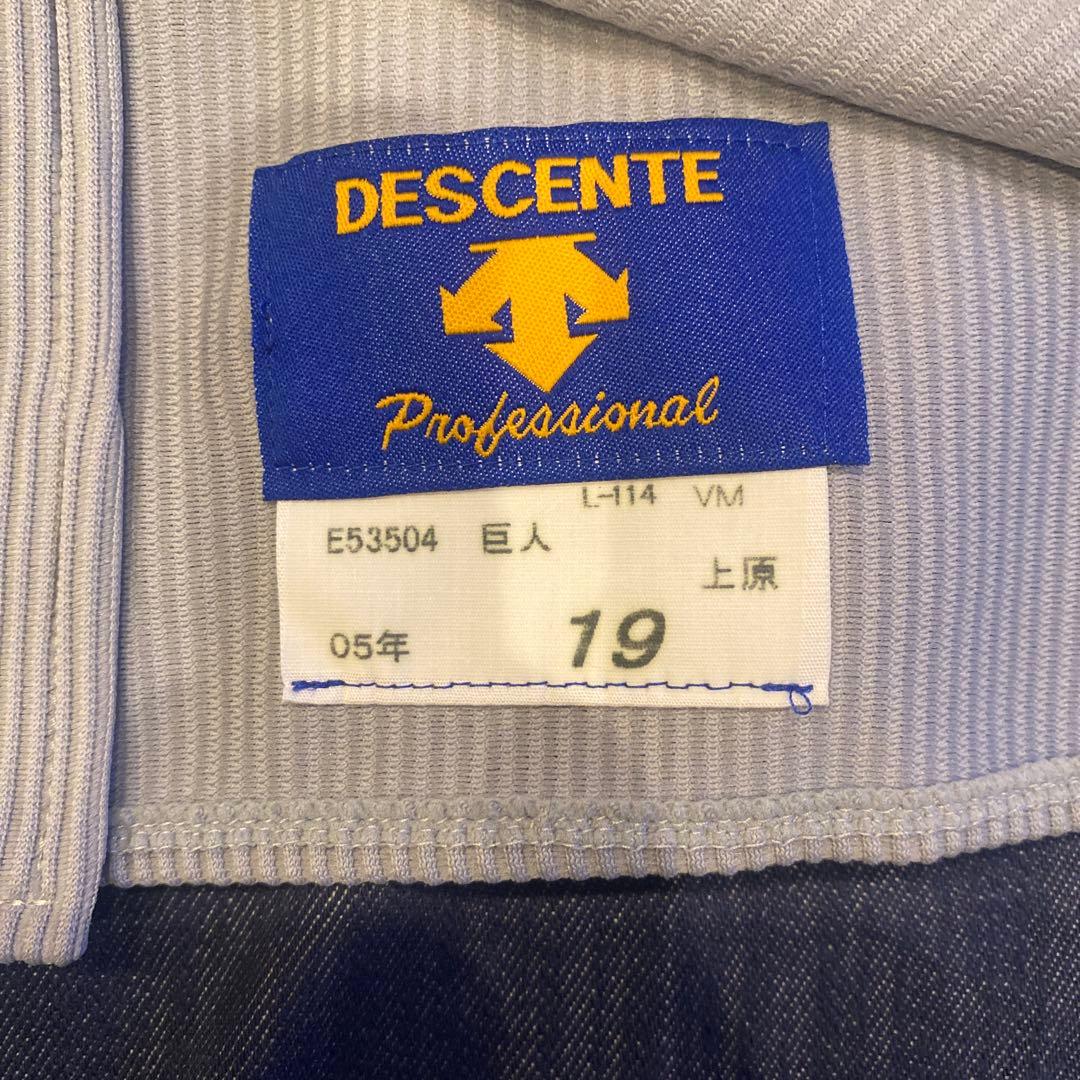 DESCENTE
Professional
L-114 VM
E53504 巨人
上原
05年 19